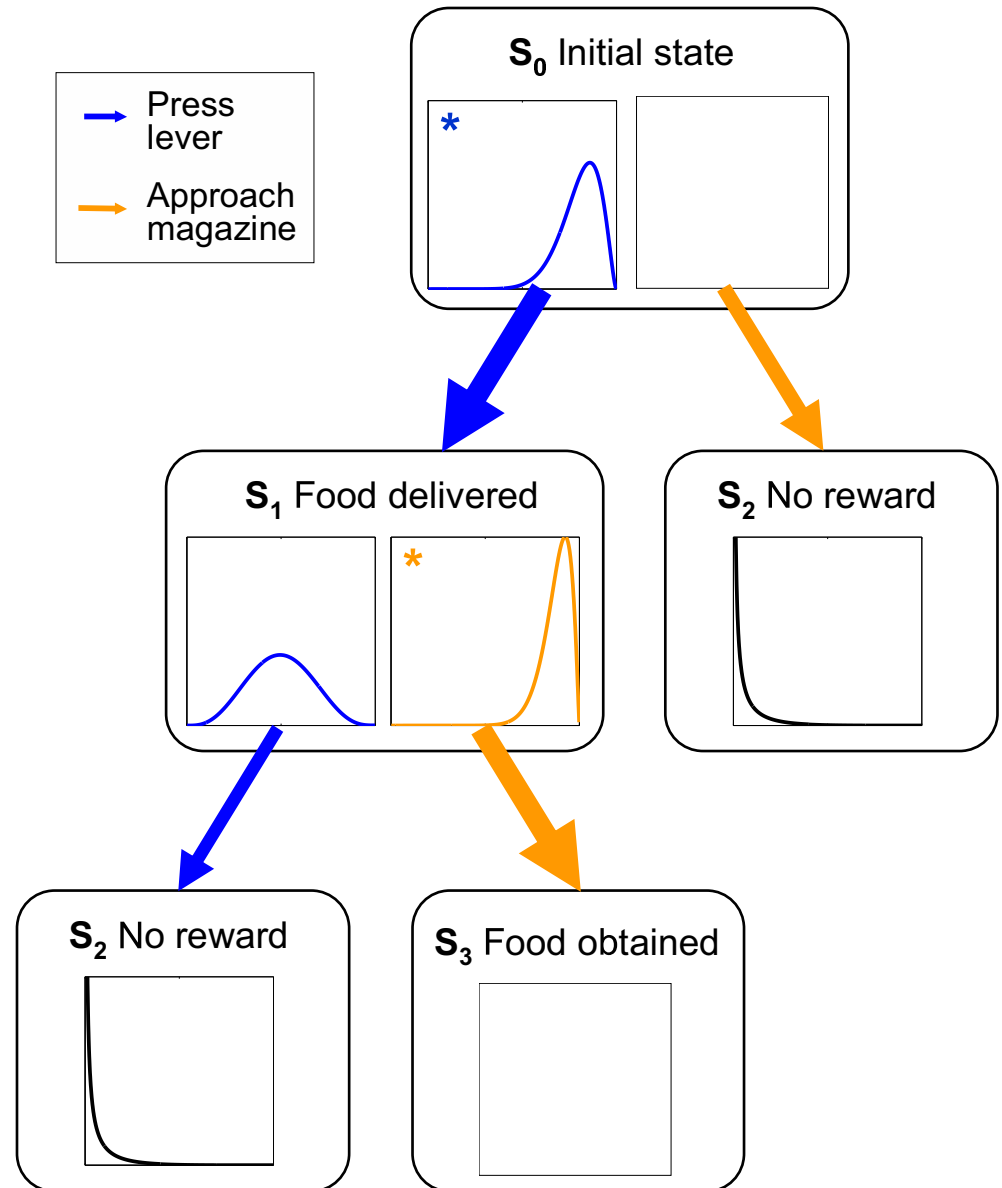 S₀ Initial state
Press
lever
Approach
magazine
*
S₁ Food delivered
*
S₂ No reward
S₂ No reward
S₃ Food obtained